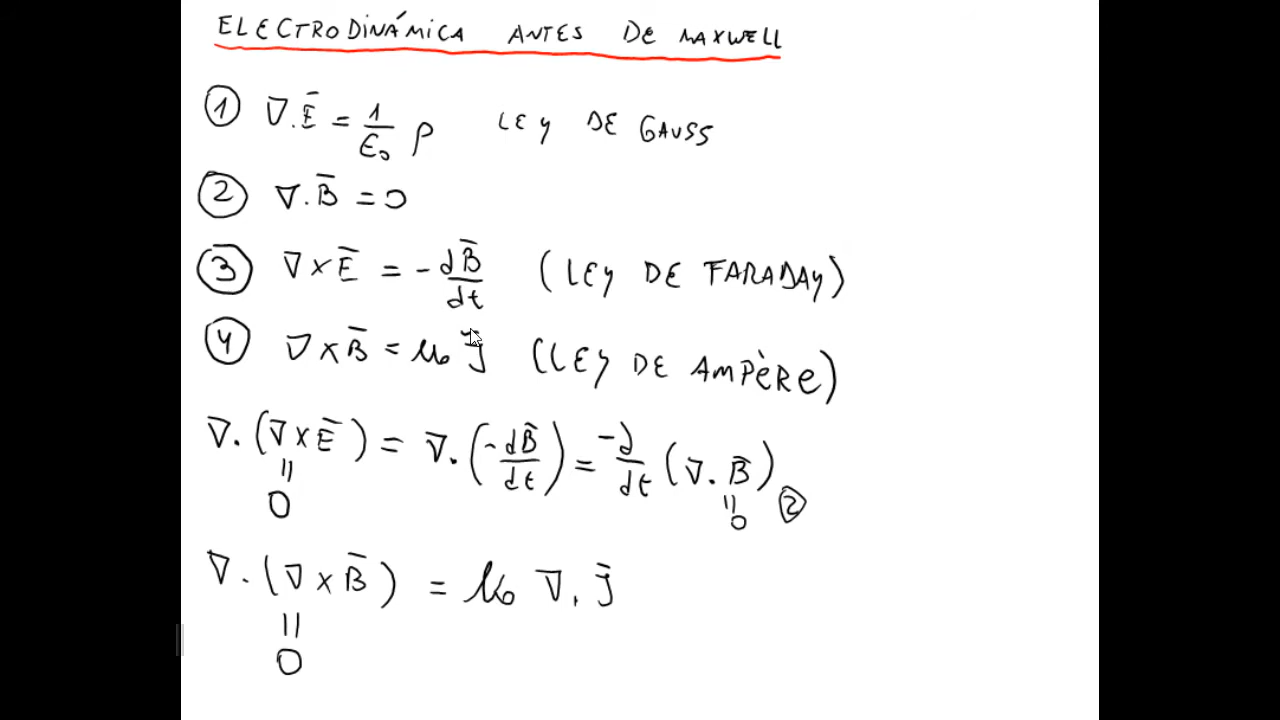 ELECTRODINÁMICA ANTES DE MAXWELL
① ∇.E̅ = 1/ε₀ ρ LEY DE GAUSS
② ∇.B̅ = 0
③ ∇×E̅ = -dB̅/dt (LEY DE FARADAY)
④ ∇×B̅ = μ₀ J̅ (LEY DE AMPÈRE)
∇.(∇×E̅) = ∇.(-dB̅/dt) = -d/dt (∇.B̅) ②
= 0 = 0
∇.(∇×B̅) = μ₀ ∇.J̅
= 0